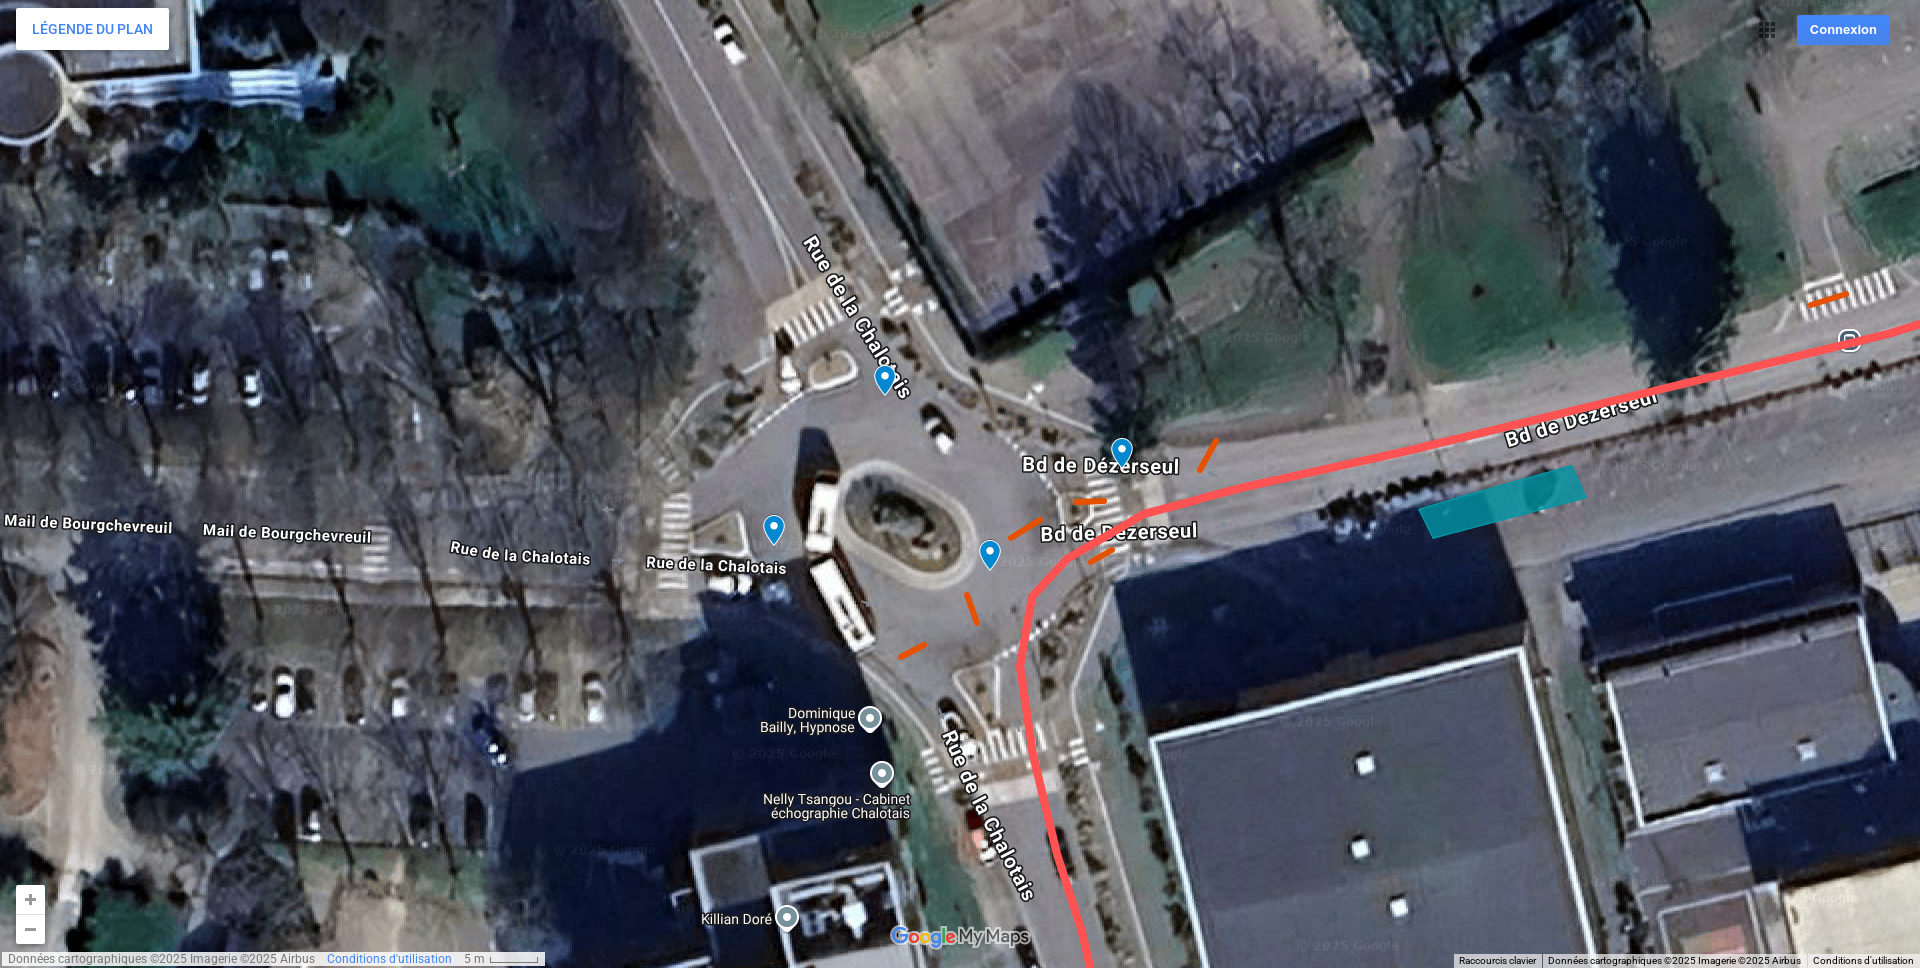 LÉGENDE DU PLAN
Connexion
Rue de la Chalotais
Bd de Dézerseul
Bd de Dézerseul
Bd de Dézerseul
Mail de Bourgchevreuil
Mail de Bourgchevreuil
Rue de la Chalotais
Rue de la Chalotais
Dominique
Bailly, Hypnose
Nelly Tsangou - Cabinet
échographie Chalotais
Rue de la Chalotais
Killian Doré
Google My Maps
Données cartographiques ©2025 Imagerie ©2025 Airbus
Conditions d'utilisation
5 m
Raccourcis clavier
Données cartographiques ©2025 Imagerie ©2025 Airbus
Conditions d'utilisation